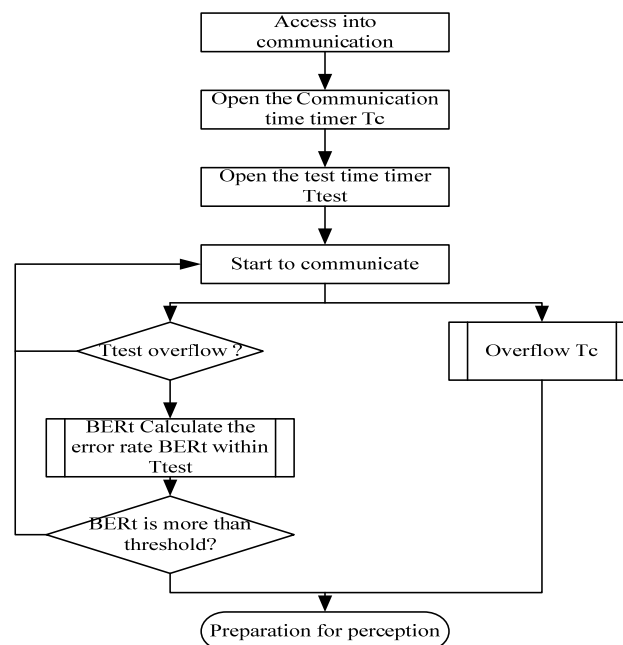 Access into
communication
Open the Communication
time timer Tc
Open the test time timer
Ttest
Start to communicate
Ttest overflow ?
Overflow Tc
BERt Calculate the
error rate BERt within
Ttest
BERt is more than
threshold?
Preparation for perception